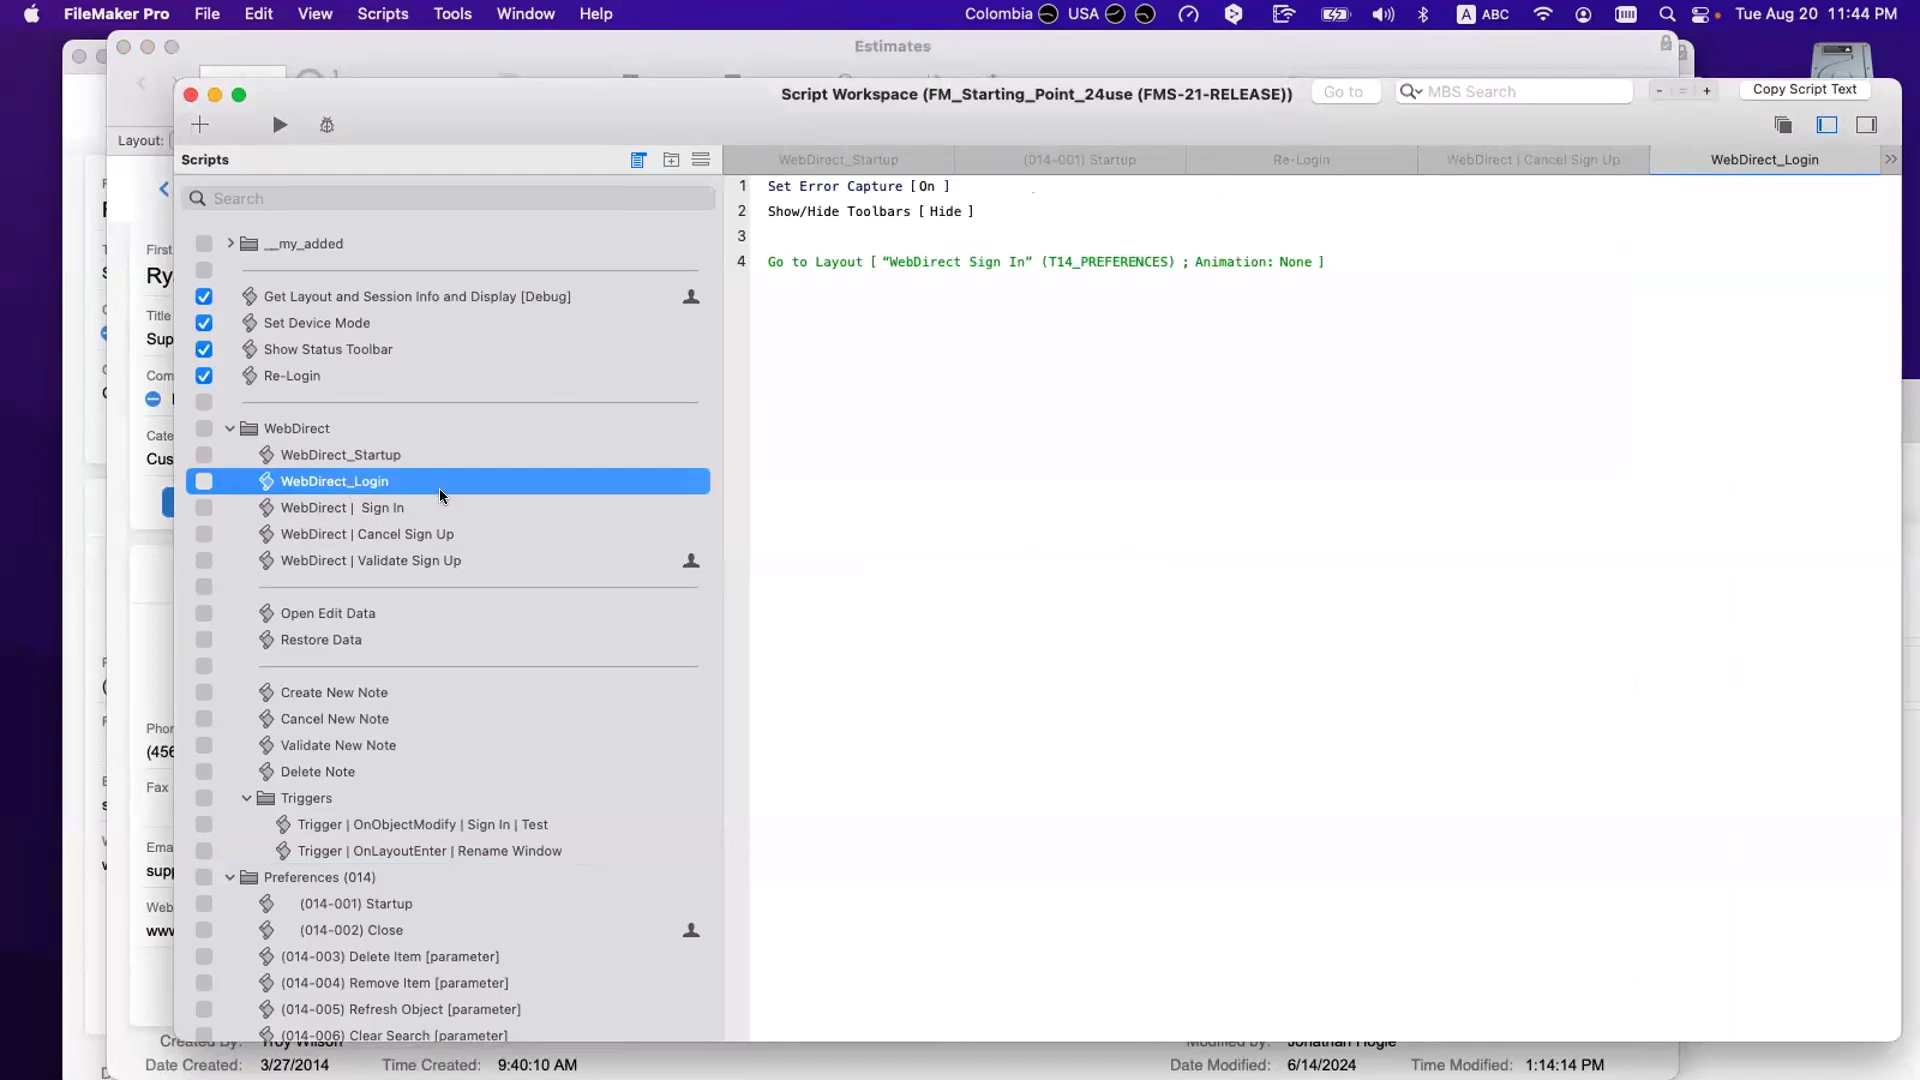 FileMaker Pro File Edit View Scripts Tools Window Help Colombia USA A ABC Tue Aug 20 11:44 PM
Estimates
Script Workspace (FM_Starting_Point_24use (FMS-21-RELEASE)) Go to MBS Search - = + Copy Script Text
Layout:
Scripts
WebDirect_Startup (014-001) Startup Re-Login WebDirect | Cancel Sign Up WebDirect_Login
Search
1 Set Error Capture [ On ]
2 Show/Hide Toolbars [ Hide ]
3
4 Go to Layout [ “WebDirect Sign In” (T14_PREFERENCES) ; Animation: None ]
__my_added
Get Layout and Session Info and Display [Debug]
Set Device Mode
Show Status Toolbar
Re-Login
WebDirect
WebDirect_Startup
WebDirect_Login
WebDirect |  Sign In
WebDirect | Cancel Sign Up
WebDirect | Validate Sign Up
Open Edit Data
Restore Data
Create New Note
Cancel New Note
Validate New Note
Delete Note
Triggers
Trigger | OnObjectModify | Sign In | Test
Trigger | OnLayoutEnter | Rename Window
Preferences (014)
(014-001) Startup
(014-002) Close
(014-003) Delete Item [parameter]
(014-004) Remove Item [parameter]
(014-005) Refresh Object [parameter]
(014-006) Clear Search [parameter]
First
Ry
Title
Sup
Com
Cate
Cus
Phor
(456
Fax
Ema
supp
Web
www
Created By: Troy Wilson
Modified By: Jonathan Hogle
Date Created: 3/27/2014 Time Created: 9:40:10 AM
Date Modified: 6/14/2024 Time Modified: 1:14:14 PM